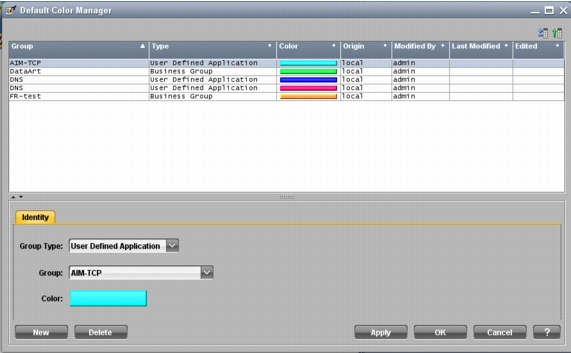 Default Color Manager
Group Type Color Origin Modified By Last Modified Edited
AIM-TCP User Defined Application local admin
DataArt Business Group local admin
DNS User Defined Application local admin
DNS User Defined Application local admin
FR-test Business Group local admin
Identity
Group Type: User Defined Application
Group: AIM-TCP
Color:
New Delete Apply OK Cancel ?